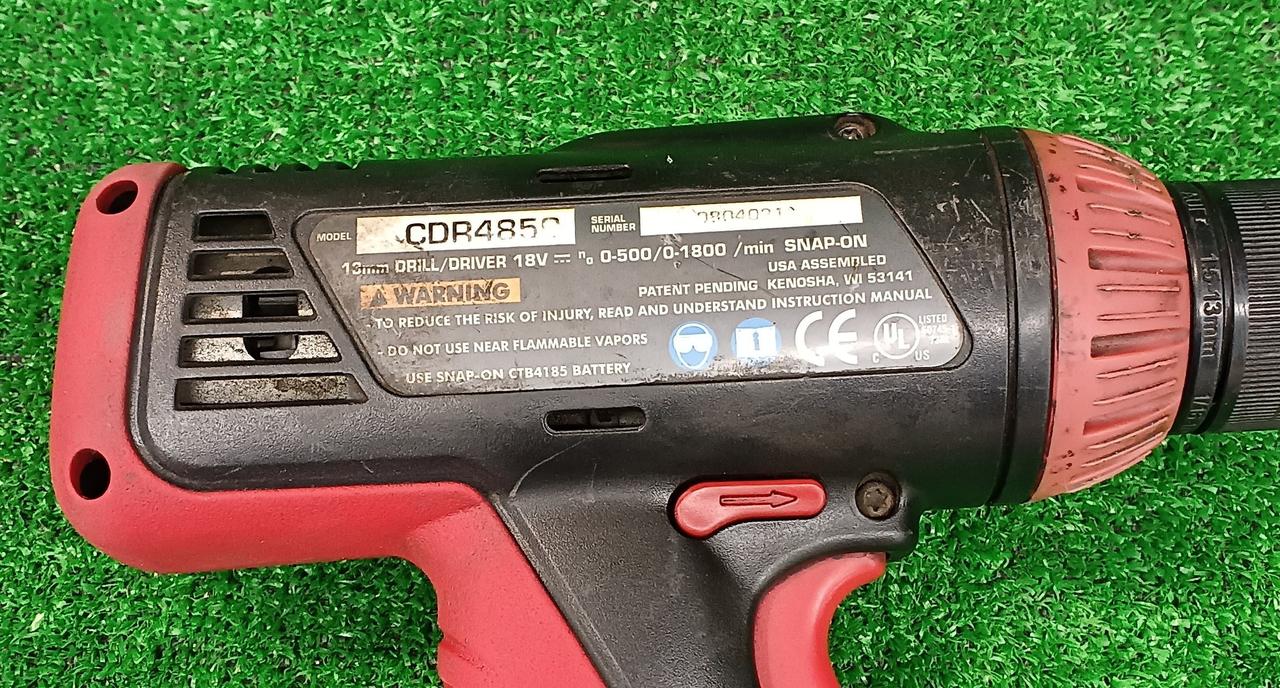 MODEL CDR4850
SERIAL NUMBER
13mm DRILL/DRIVER 18V ⎓ n₀ 0-500/0-1800 /min SNAP-ON
USA ASSEMBLED
PATENT PENDING KENOSHA, WI 53141
⚠ WARNING
TO REDUCE THE RISK OF INJURY, READ AND UNDERSTAND INSTRUCTION MANUAL
- DO NOT USE NEAR FLAMMABLE VAPORS
USE SNAP-ON CTB4185 BATTERY
CE
C UL US
LISTED
1.5-13mm